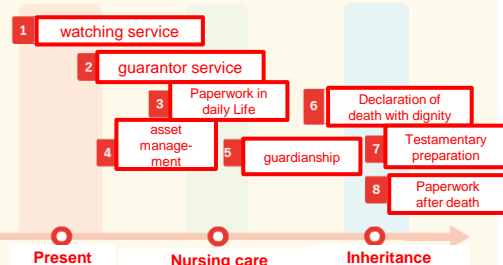 1 watching service
2 guarantor service
3 Paperwork in
daily Life
4 asset
manage-
ment
5 guardianship
6 Declaration of
death with dignity
7 Testamentary
preparation
8 Paperwork
after death
Present
Nursing care
Inheritance